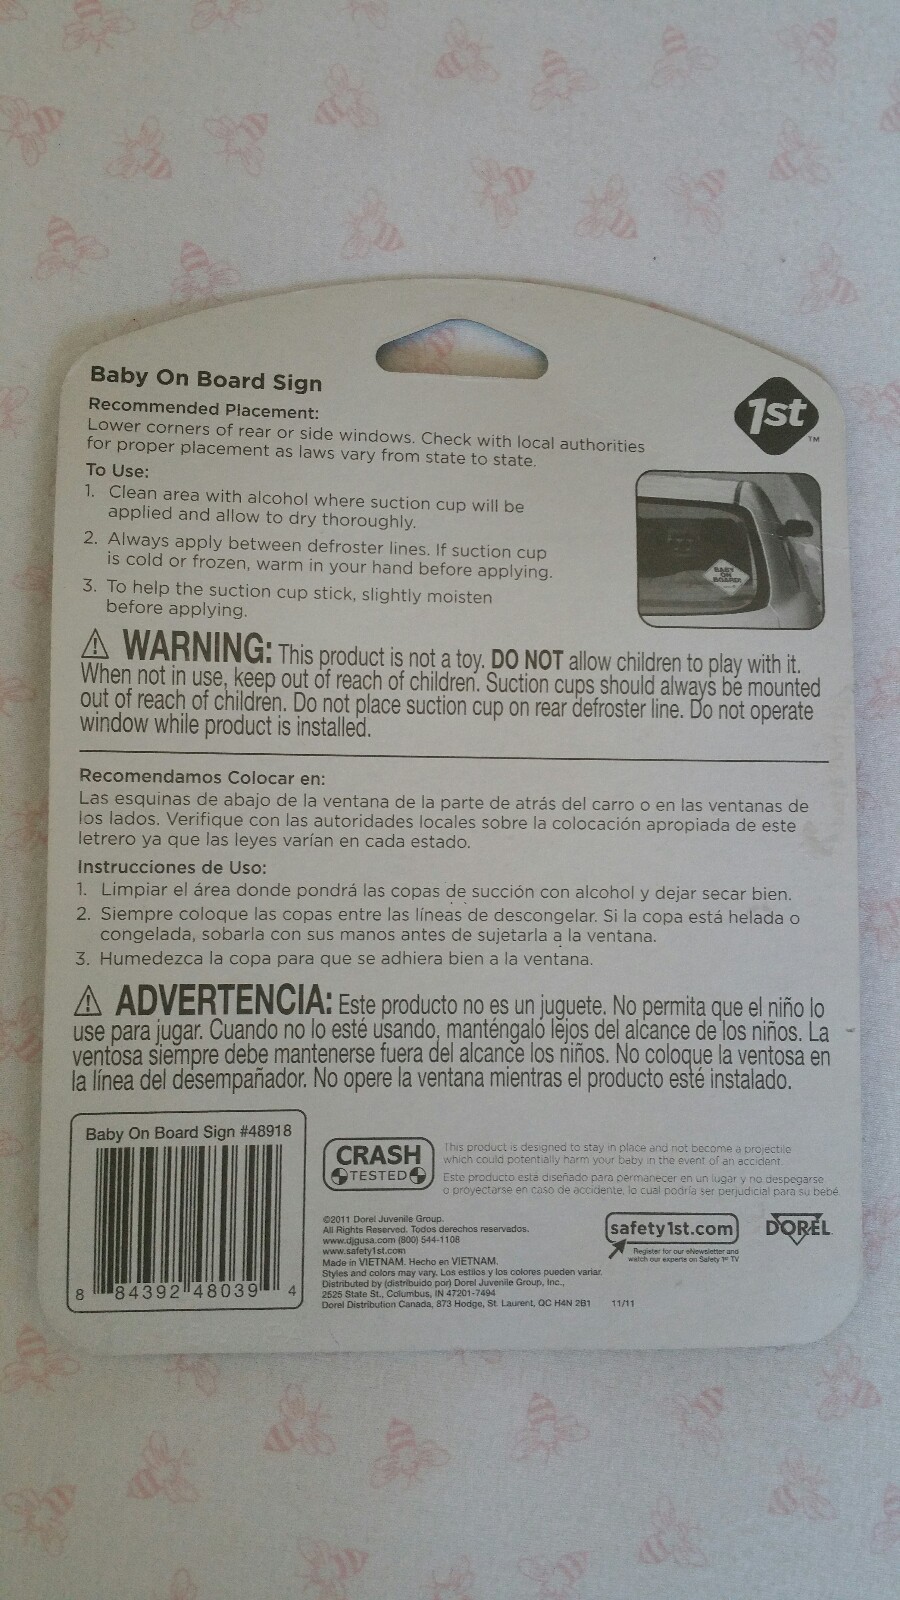 Baby On Board Sign
Recommended Placement:
Lower corners of rear or side windows. Check with local authorities
for proper placement as laws vary from state to state.
To Use:
1. Clean area with alcohol where suction cup will be
applied and allow to dry thoroughly.
2. Always apply between defroster lines. If suction cup
is cold or frozen, warm in your hand before applying.
3. To help the suction cup stick, slightly moisten
before applying.
1st TM
BABY
ON
BOARD!
⚠ WARNING: This product is not a toy. DO NOT allow children to play with it.
When not in use, keep out of reach of children. Suction cups should always be mounted
out of reach of children. Do not place suction cup on rear defroster line. Do not operate
window while product is installed.
Recomendamos Colocar en:
Las esquinas de abajo de la ventana de la parte de atrás del carro o en las ventanas de
los lados. Verifique con las autoridades locales sobre la colocación apropiada de este
letrero ya que las leyes varían en cada estado.
Instrucciones de Uso:
1. Limpiar el área donde pondrá las copas de succión con alcohol y dejar secar bien.
2. Siempre coloque las copas entre las líneas de descongelar. Si la copa está helada o
congelada, sobarla con sus manos antes de sujetarla a la ventana.
3. Humedezca la copa para que se adhiera bien a la ventana.
⚠ ADVERTENCIA: Este producto no es un juguete. No permita que el niño lo
use para jugar. Cuando no lo esté usando, manténgalo lejos del alcance de los niños. La
ventosa siempre debe mantenerse fuera del alcance los niños. No coloque la ventosa en
la línea del desempañador. No opere la ventana mientras el producto esté instalado.
Baby On Board Sign #48918
8 84392 48039 4
CRASH
TESTED
This product is designed to stay in place and not become a projectile
which could potentially harm your baby in the event of an accident.
Este producto está diseñado para permanecer en un lugar y no despegarse
o proyectarse en caso de accidente, lo cual podría ser perjudicial para su bebé.
©2011 Dorel Juvenile Group.
All Rights Reserved. Todos derechos reservados.
www.djgusa.com (800) 544-1108
www.safety1st.com
Made in VIETNAM. Hecho en VIETNAM.
Styles and colors may vary. Los estilos y los colores pueden variar.
Distributed by (distribuido por) Dorel Juvenile Group, Inc.,
2525 State St., Columbus, IN 47201-7494
Dorel Distribution Canada, 873 Hodge, St. Laurent, QC H4N 2B1 11/11
safety1st.com
Register for our eNewsletter and
watch our experts on Safety 1st TV
DOREL